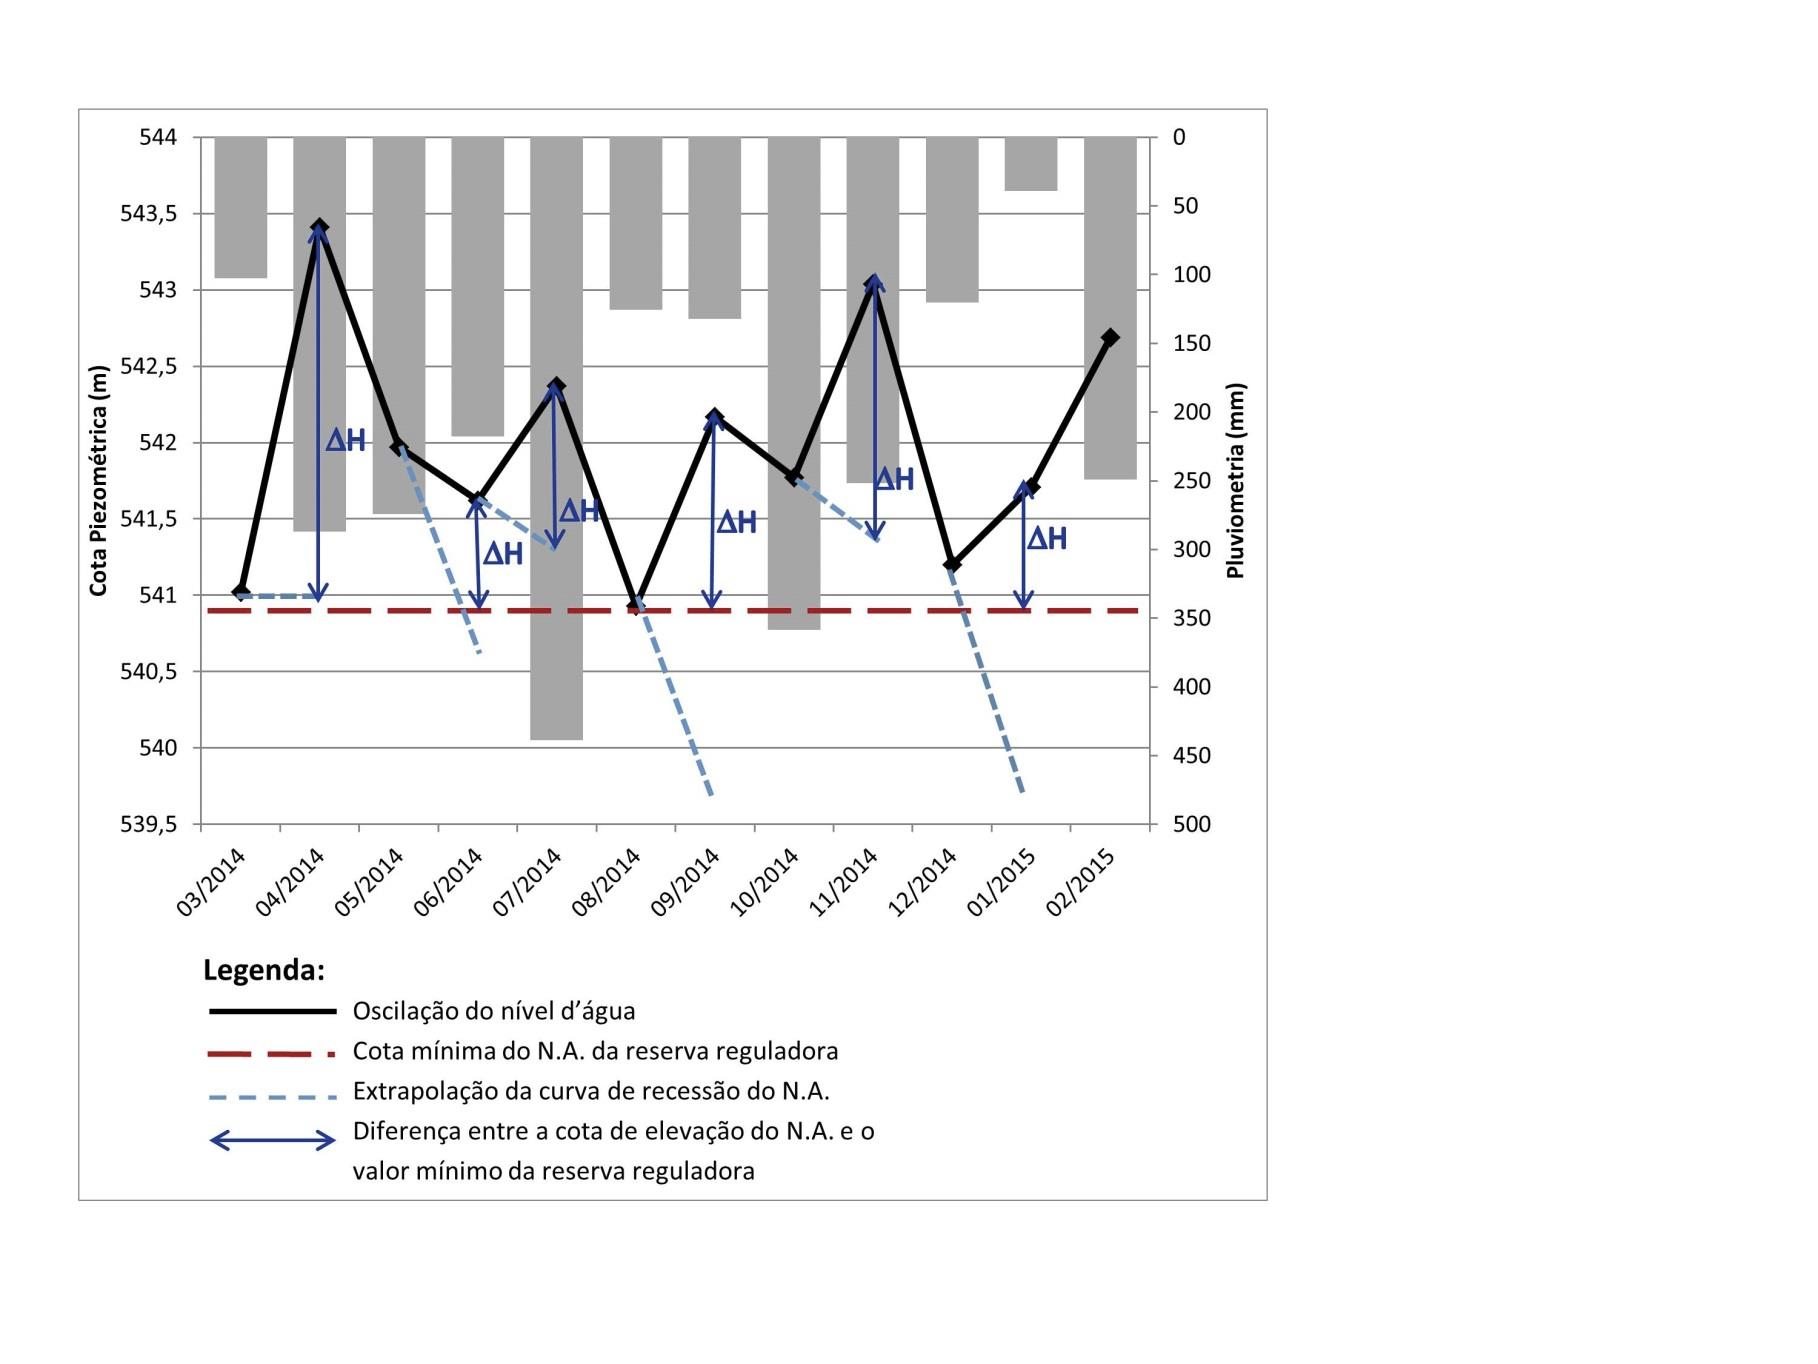 544
543,5
543
542,5
542
541,5
541
540,5
540
539,5
Cota Piezométrica (m)
0
50
100
150
200
250
300
350
400
450
500
Pluviometria (mm)
ΔH
ΔH
ΔH
ΔH
ΔH
ΔH
03/2014
04/2014
05/2014
06/2014
07/2014
08/2014
09/2014
10/2014
11/2014
12/2014
01/2015
02/2015
Legenda:
Oscilação do nível d’água
Cota mínima do N.A. da reserva reguladora
Extrapolação da curva de recessão do N.A.
Diferença entre a cota de elevação do N.A. e o
valor mínimo da reserva reguladora